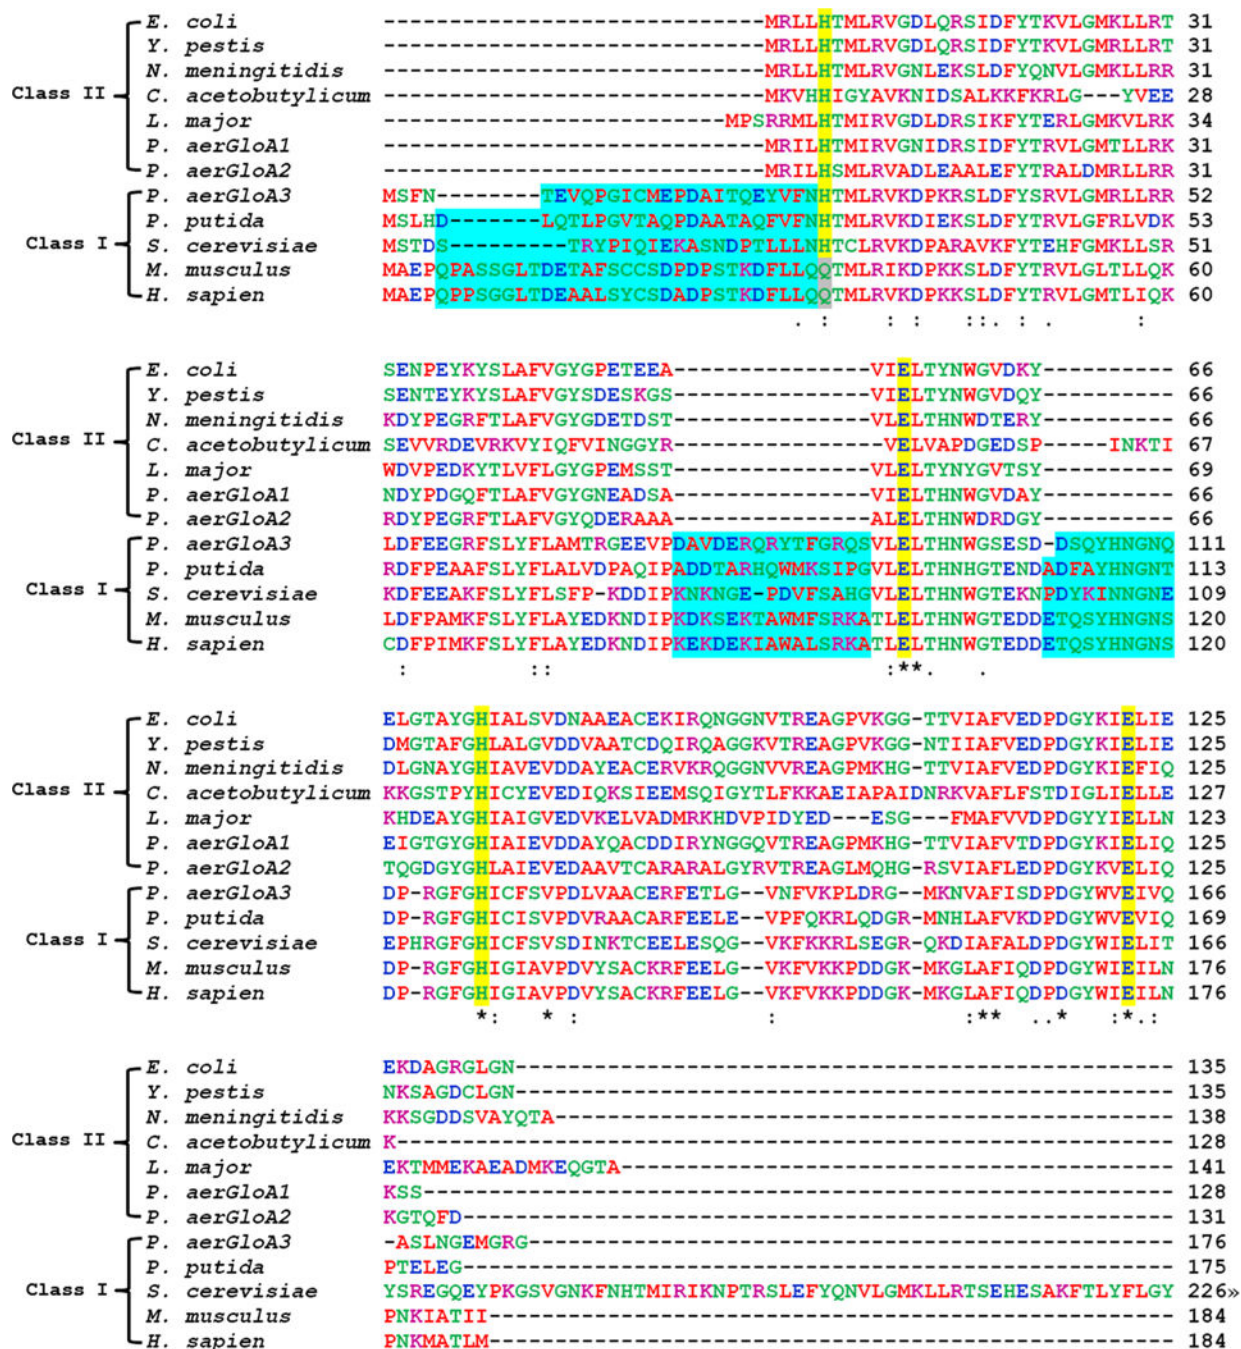 E. coli -----------------------------MRLLHTMLRVGDLQRSIDFYTKVLGMKLLRT 31
Y. pestis -----------------------------MRLLHTMLRVGDLQRSIDFYTKVLGMRLLRT 31
N. meningitidis -----------------------------MRLLHTMLRVGNLEKSLDFYQNVLGMKLLRR 31
Class II C. acetobutylicum -----------------------------MKVHHIGYAVKNIDSALKKFKRLG---YVEE 28
L. major --------------------------MPSRRMLHTMIRVGDLDRSIKFYTERLGMKVLRK 34
P. aerGloA1 -----------------------------MRILHTMIRVGNIDRSIDFYTRVLGMTLLRK 31
P. aerGloA2 -----------------------------MRILHSMLRVADLEAALEFYTRALDMRLLRK 31
P. aerGloA3 MSFN--------TEVQPGICMEPDAITQEYVFNHTMLRVKDPKRSLDFYSRVLGMRLLRK 52
P. putida MSLHD-------LQTLPGVTAQPDAATAQFVFNHTMLRVKDIEKSLDFYTRVLGFRLVDK 53
Class I S. cerevisiae MSTDS---------TRYPIQIEKASNDPTLLLNHTCLRVKDPARAVKFYTEHFGMKLLSR 51
M. musculus MAEPQPASSGLTDETAFSCCSDPDPSTKDFLLQQTMLRIKDPKKSLDFYTRVLGLTLLQK 60
H. sapien MAEPQPPSGGLTDEAALSYCSDADPSTKDFLLQQTMLRVKDPKKSLDFYTRVLGMTLIQK 60
. :    : :   ::.  : .      :
E. coli SENPEYKYSLAFVGYGPETEEA---------------VIELTYNWGVDKY---------- 66
Y. pestis SENTEYKYSLAFVGYSDESKGS---------------VIELTYNWGVDQY---------- 66
N. meningitidis KDYPEGRFTLAFVGYGDETDST---------------VLELTHNWDTERY---------- 66
Class II C. acetobutylicum SEVVRDEVRKVYIQFVINGGYR----------------VELVAPDGEDSP-----INKTI 67
L. major WDVPEDKYTLVFLGYGPEMSST---------------VLELTYNYGVTSY---------- 69
P. aerGloA1 NDYPDGQFTLAFVGYGNEADSA---------------VIELTHNWGVDAY---------- 66
P. aerGloA2 RDYPEGRFTLAFVGYQDERAAA---------------ALELTHNWDRDGY---------- 66
P. aerGloA3 LDFEEGRFSLYFLAMTRGEEVPDAVDERQRYTFGRQSVLELTHNWGSESD-DSQYHNGNQ 111
P. putida RDFPEAAFSLYFLALVDPAQIPADDTARHQWMKSIPGVLELTHNHGTENDADFAYHNGNT 113
Class I S. cerevisiae KDFEEAKFSLYFLSFP-KDDIPKNKNGE-PDVFSAHGVLELTHNWGTEKNPDYKINNGNE 109
M. musculus LDFPAMKFSLYFLAYEDKNDIPKDKSEKTAWMFSRKATLELTHNWGTEDDETQSYHNGNS 120
H. sapien CDFPIMKFSLYFLAYEDKNDIPKEKDEKIAWALSRKATLELTHNWGTEDDETQSYHNGNS 120
:         ::                         :**.   .
E. coli ELGTAYGHIALSVDNAAEACEKIRQNGGNVTREAGPVKGG-TTVIAFVEDPDGYKIELIE 125
Y. pestis DMGTAFGHLALGVDDVAATCDQIRQAGGKVTREAGPVKGG-NTIIAFVEDPDGYKIELIE 125
N. meningitidis DLGNAYGHIAVEVDDAYEACERVKRQGGNVVREAGPMKHG-TTVIAFVEDPDGYKIEFIQ 125
Class II C. acetobutylicum KKGSTPYHICYEVEDIQKSIEEMSQIGYTLFKKAEIAPAIDNRKVAFLFSTDIGLIELLE 127
L. major KHDEAYGHIAIGVEDVKELVADMRKHDVPIDYED---ESG---FMAFVVDPDGYYIELLN 123
P. aerGloA1 EIGTGYGHIAIEVDDAYQACDDIRYNGGQVTREAGPMKHG-TTVIAFVTDPDGYKIELIQ 125
P. aerGloA2 TQGDGYGHLAIEVEDAAVTCARARALGYRVTREAGLMQHG-RSVIAFLEDPDGYKVELIQ 125
P. aerGloA3 DP-RGFGHICFSVPDLVAACERFETLG--VNFVKPLDRG--MKNVAFISDPDGYWVEIVQ 166
P. putida DP-RGFGHICISVPDVRAACARFEELE--VPFQKRLQDGR-MNHLAFVKDPDGYWVEVIQ 169
Class I S. cerevisiae EPHRGFGHICFSVSDINKTCEELESQG--VKFKKRLSEGR-QKDIAFALDPDGYWIELIT 166
M. musculus DP-RGFGHIGIAVPDVYSACKRFEELG--VKFVKKPDDGK-MKGLAFIQDPDGYWIEILN 176
H. sapien DP-RGFGHIGIAVPDVYSACKRFEELG--VKFVKKPDDGK-MKGLAFIQDPDGYWIEILN 176
*:   * :              :              :**  ..*   :*.:
E. coli EKDAGRGLGN-------------------------------------------------- 135
Y. pestis NKSAGDCLGN-------------------------------------------------- 135
N. meningitidis KKSGDDSVAYQTA----------------------------------------------- 138
Class II C. acetobutylicum K----------------------------------------------------------- 128
L. major EKTMMEKAEADMKEQGTA------------------------------------------ 141
P. aerGloA1 KSS--------------------------------------------------------- 128
P. aerGloA2 KGTQFD------------------------------------------------------ 131
P. aerGloA3 -ASLNGEMGRG------------------------------------------------- 176
P. putida PTELEG------------------------------------------------------ 175
Class I S. cerevisiae YSREGQEYPKGSVGNKFNHTMIRIKNPTRSLEFYQNVLGMKLLRTSEHESAKFTLYFLGY 226»
M. musculus PNKIATII---------------------------------------------------- 184
H. sapien PNKMATLM---------------------------------------------------- 184